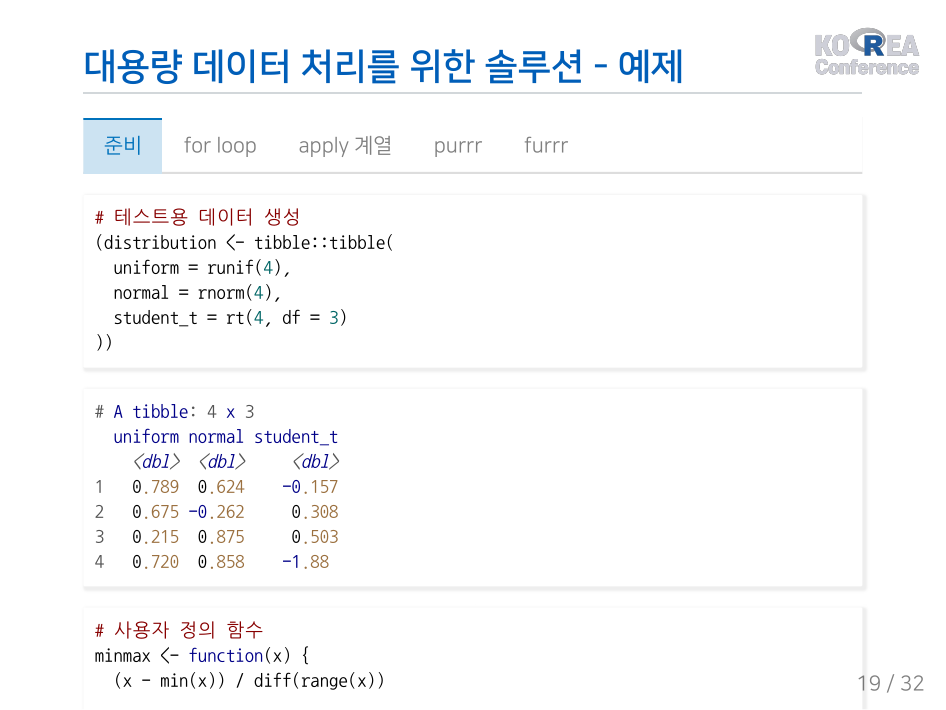 대용량 데이터 처리를 위한 솔루션 - 예제
KOREA
Conference
준비 for loop apply 계열 purrr furrr
# 테스트용 데이터 생성
(distribution <- tibble::tibble(
  uniform = runif(4),
  normal = rnorm(4),
  student_t = rt(4, df = 3)
))
# A tibble: 4 x 3
  uniform normal student_t
    <dbl>  <dbl>     <dbl>
1   0.789  0.624    -0.157
2   0.675 -0.262     0.308
3   0.215  0.875     0.503
4   0.720  0.858    -1.88
# 사용자 정의 함수
minmax <- function(x) {
  (x - min(x)) / diff(range(x))
19 / 32